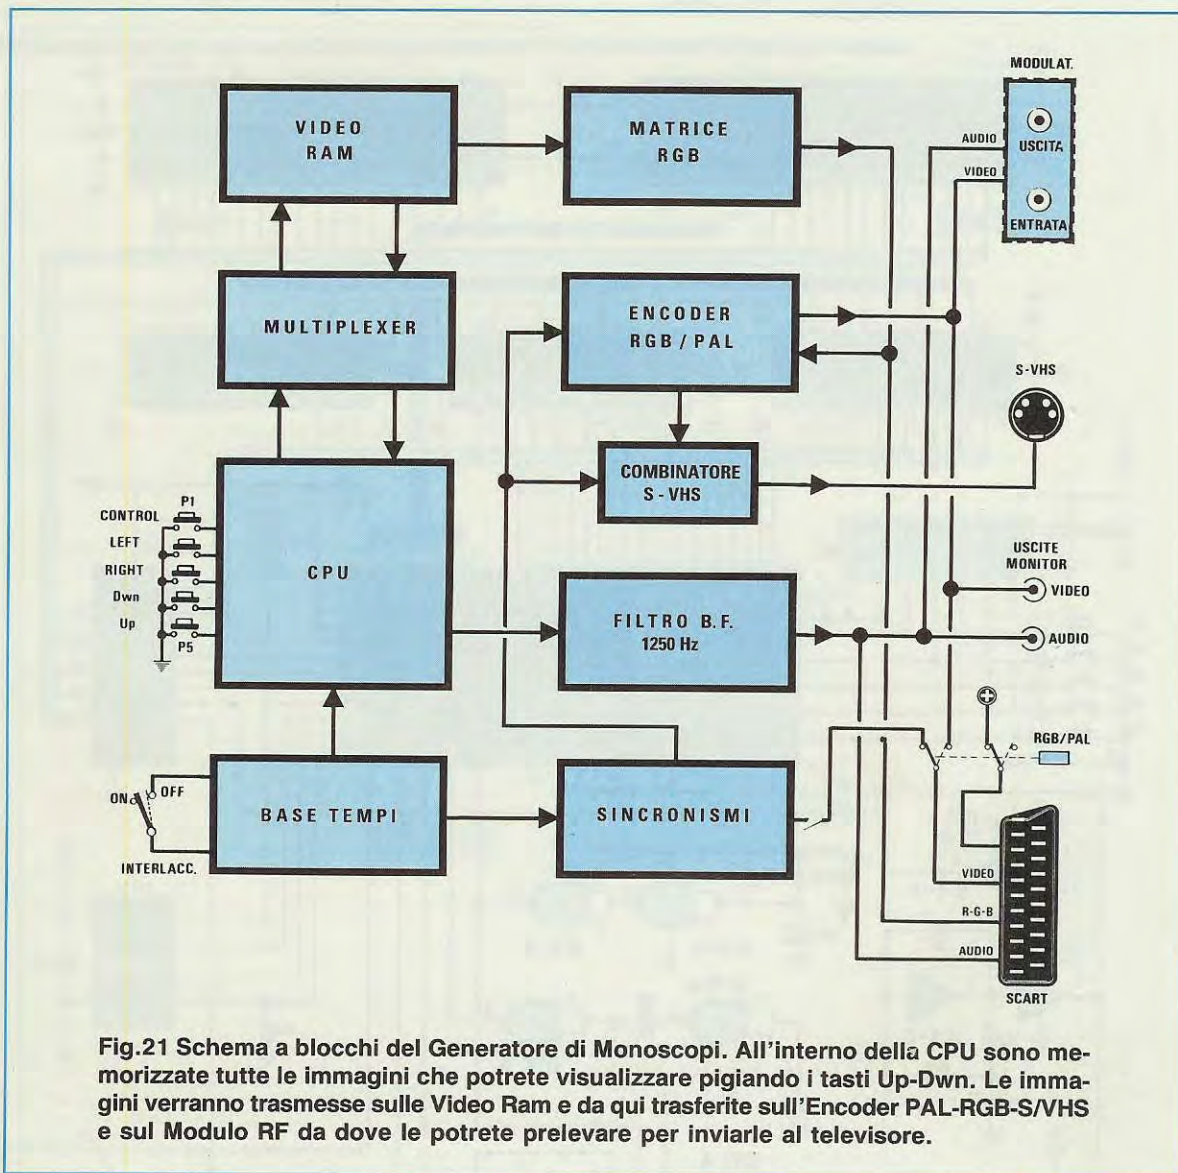 MODULAT.
VIDEO
RAM
MATRICE
RGB
AUDIO
USCITA
VIDEO
ENTRATA
MULTIPLEXER
ENCODER
RGB / PAL
S-VHS
COMBINATORE
S - VHS
P1
CONTROL
LEFT
RIGHT
Dwn
Up
P5
CPU
FILTRO B.F.
1250 Hz
USCITE
MONITOR
VIDEO
AUDIO
RGB/PAL
ON
OFF
INTERLACC.
BASE TEMPI
SINCRONISMI
VIDEO
R-G-B
AUDIO
SCART
Fig.21 Schema a blocchi del Generatore di Monoscopi. All'interno della CPU sono me-
morizzate tutte le immagini che potrete visualizzare pigiando i tasti Up-Dwn. Le imma-
gini verranno trasmesse sulle Video Ram e da qui trasferite sull'Encoder PAL-RGB-S/VHS
e sul Modulo RF da dove le potrete prelevare per inviarle al televisore.